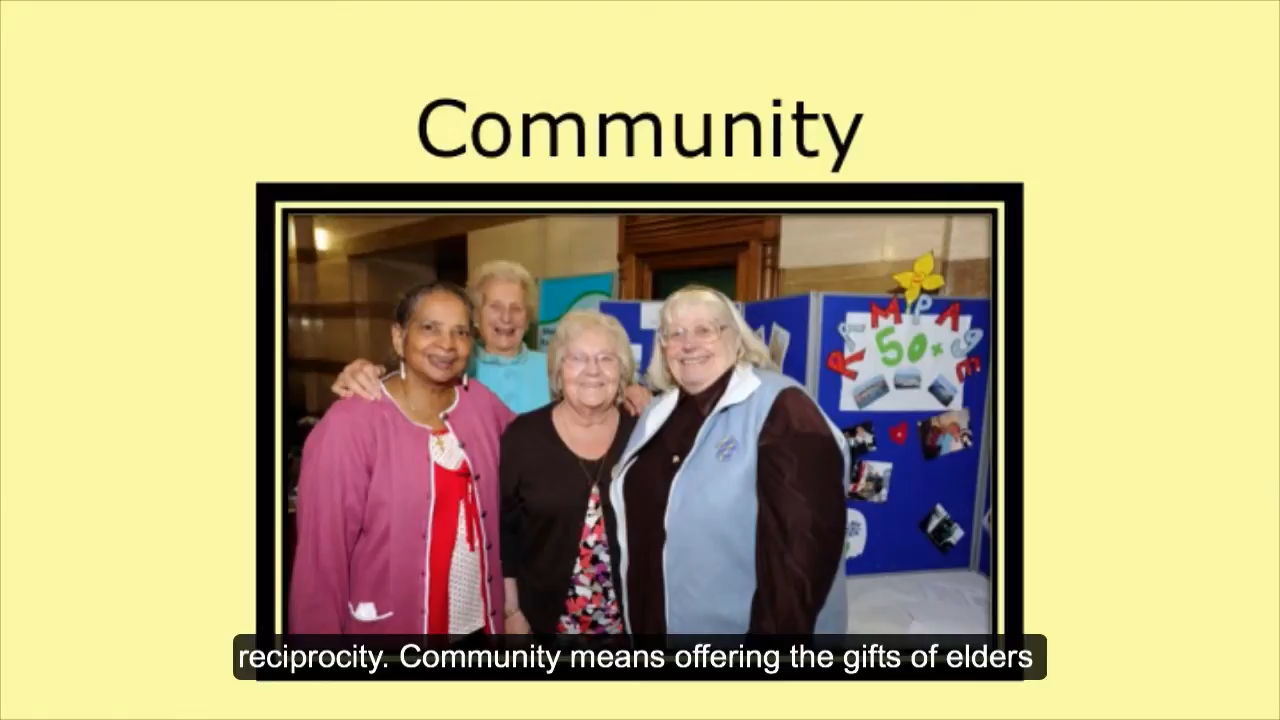 Community
50+
reciprocity. Community means offering the gifts of elders